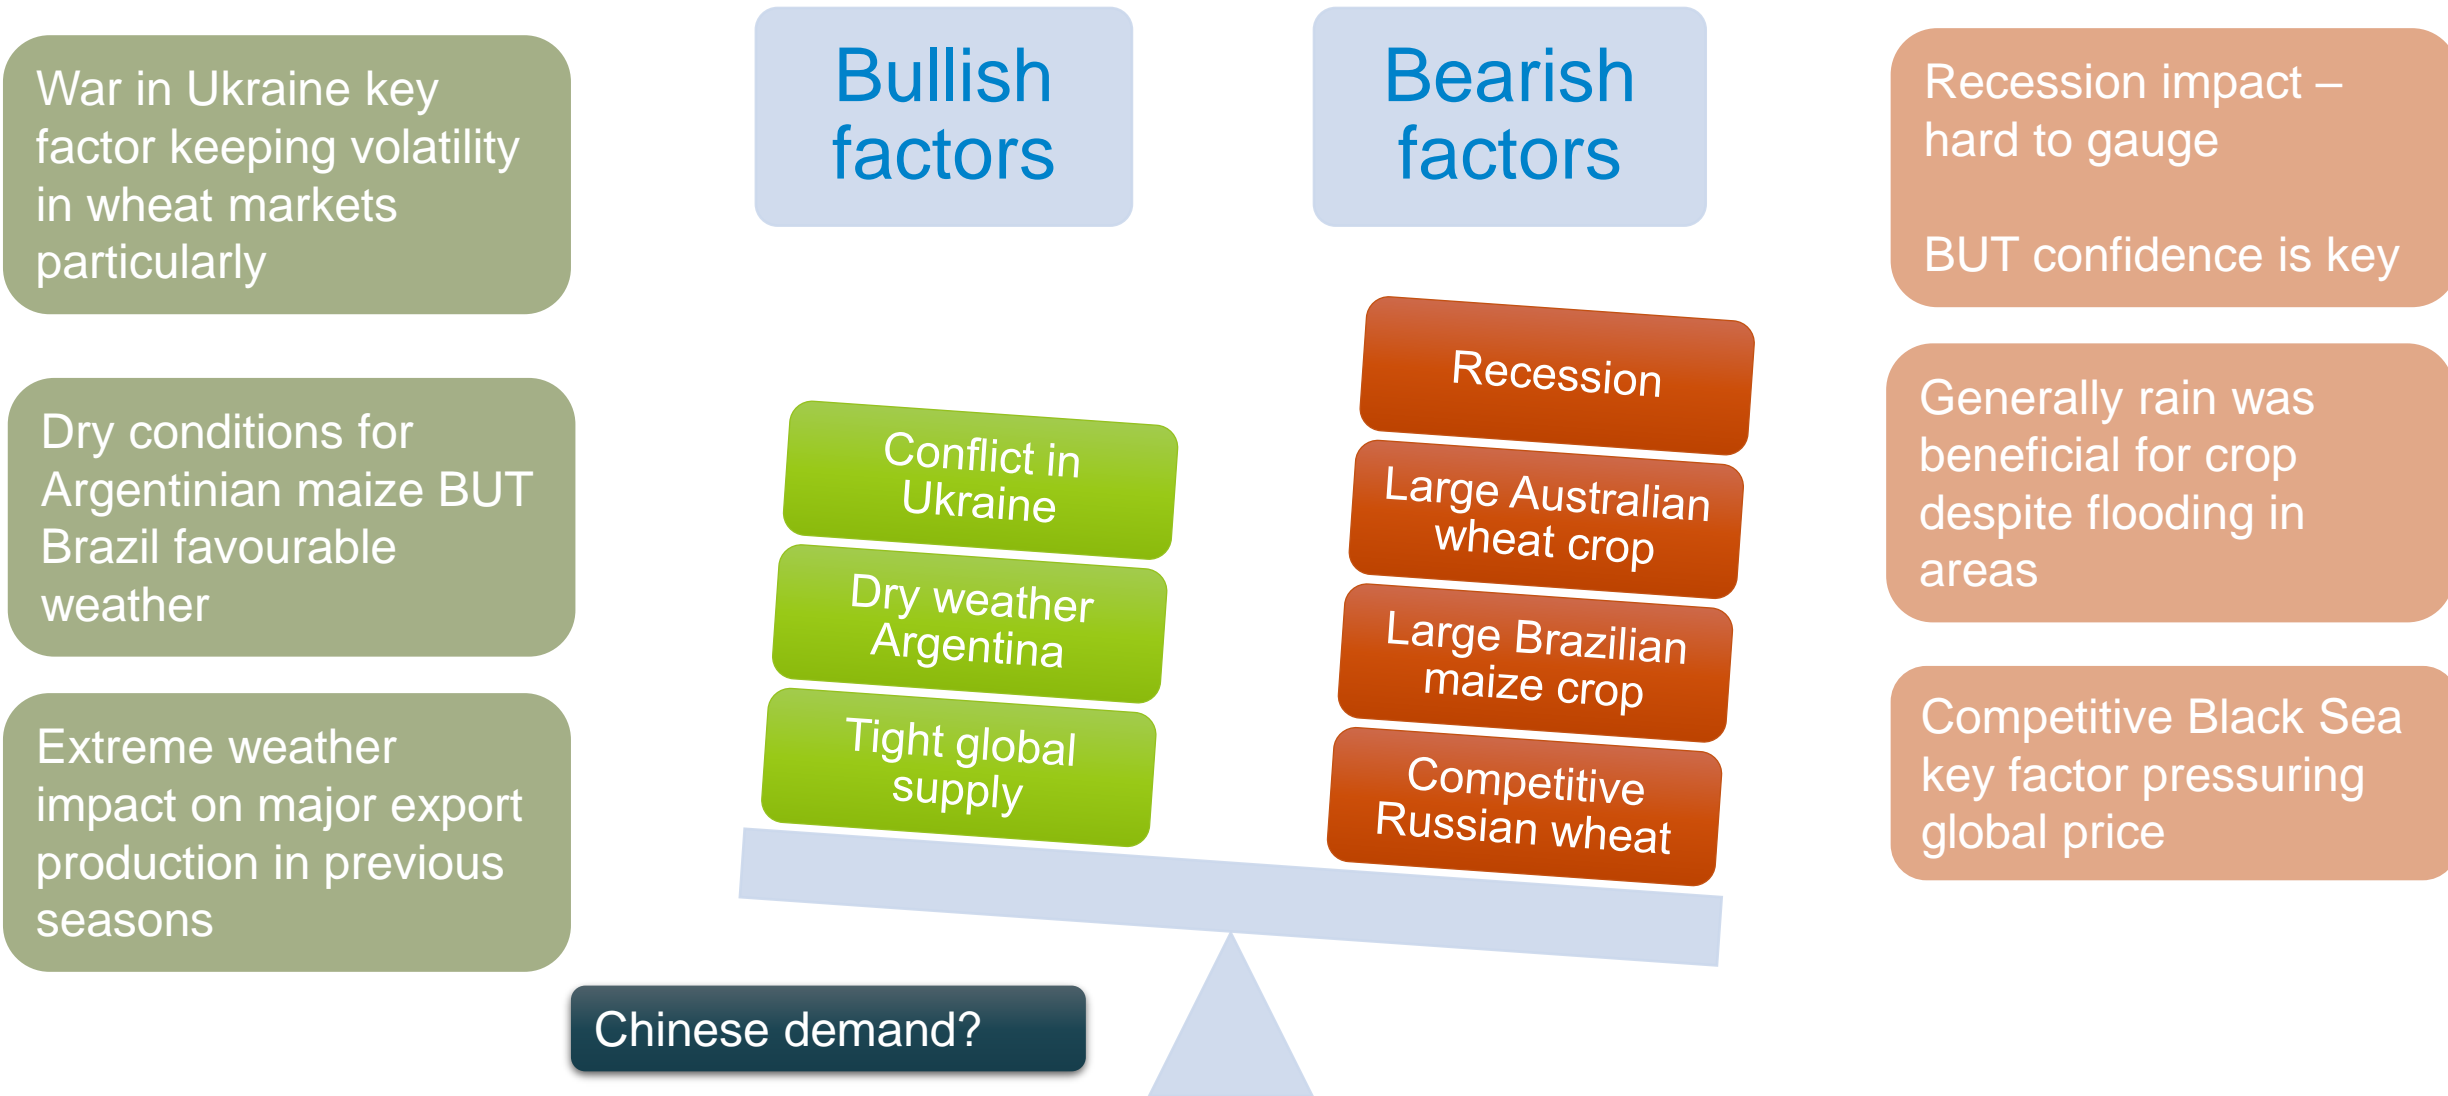 War in Ukraine key
factor keeping volatility
in wheat markets
particularly
Dry conditions for
Argentinian maize BUT
Brazil favourable
weather
Extreme weather
impact on major export
production in previous
seasons
Bullish
factors
Conflict in
Ukraine
Dry weather
Argentina
Tight global
supply
Chinese demand?
Bearish
factors
Recession
Large Australian
wheat crop
Large Brazilian
maize crop
Competitive
Russian wheat
Recession impact –
hard to gauge
BUT confidence is key
Generally rain was
beneficial for crop
despite flooding in
areas
Competitive Black Sea
key factor pressuring
global price